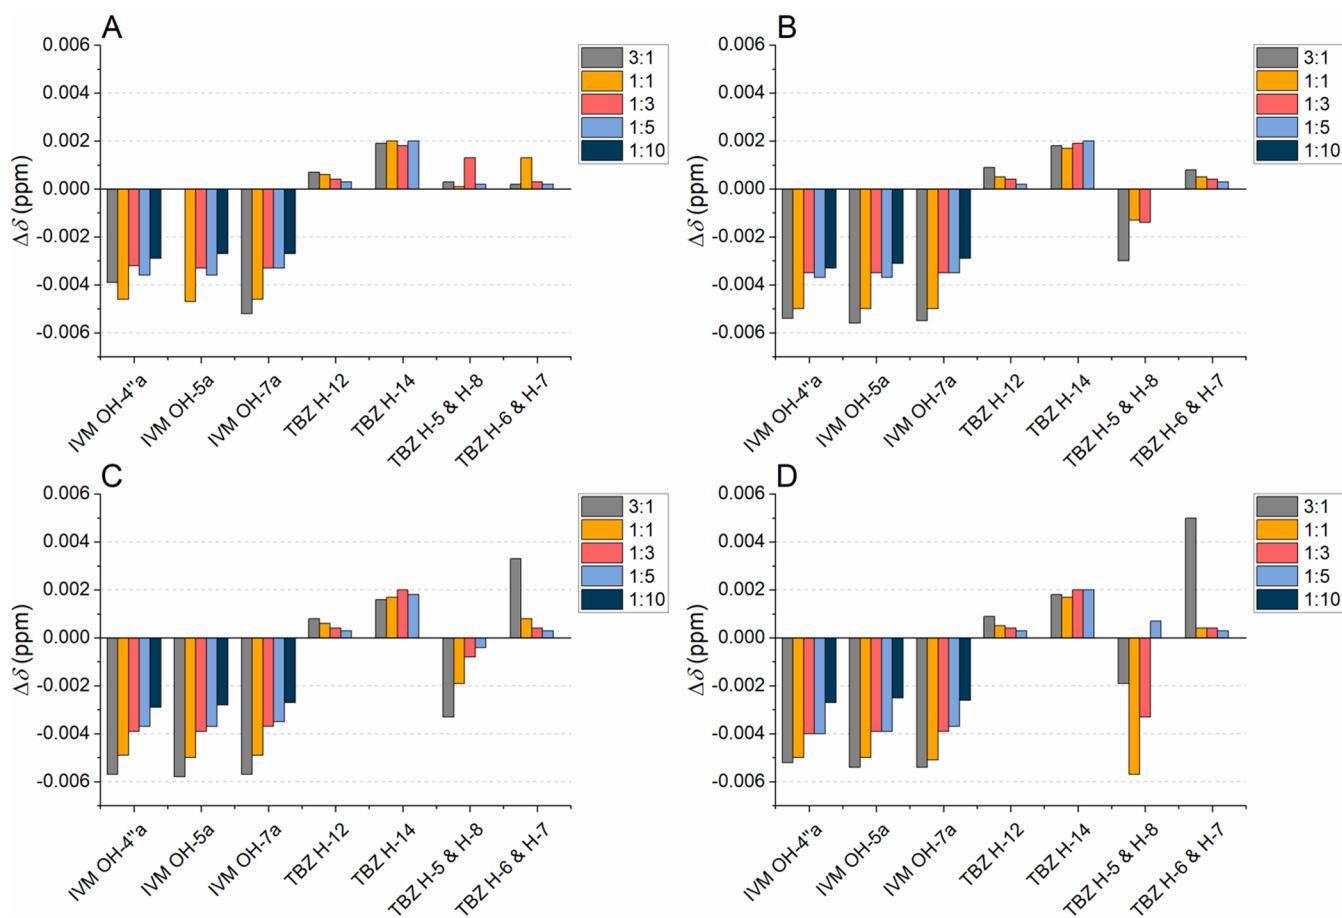 A
0.006
0.004
0.002
0.000
-0.002
-0.004
-0.006
Δδ (ppm)
3:1
1:1
1:3
1:5
1:10
IVM OH-4"a
IVM OH-5a
IVM OH-7a
TBZ H-12
TBZ H-14
TBZ H-5 & H-8
TBZ H-6 & H-7
B
0.006
0.004
0.002
0.000
-0.002
-0.004
-0.006
Δδ (ppm)
3:1
1:1
1:3
1:5
1:10
IVM OH-4"a
IVM OH-5a
IVM OH-7a
TBZ H-12
TBZ H-14
TBZ H-5 & H-8
TBZ H-6 & H-7
C
0.006
0.004
0.002
0.000
-0.002
-0.004
-0.006
Δδ (ppm)
3:1
1:1
1:3
1:5
1:10
IVM OH-4"a
IVM OH-5a
IVM OH-7a
TBZ H-12
TBZ H-14
TBZ H-5 & H-8
TBZ H-6 & H-7
D
0.006
0.004
0.002
0.000
-0.002
-0.004
-0.006
Δδ (ppm)
3:1
1:1
1:3
1:5
1:10
IVM OH-4"a
IVM OH-5a
IVM OH-7a
TBZ H-12
TBZ H-14
TBZ H-5 & H-8
TBZ H-6 & H-7